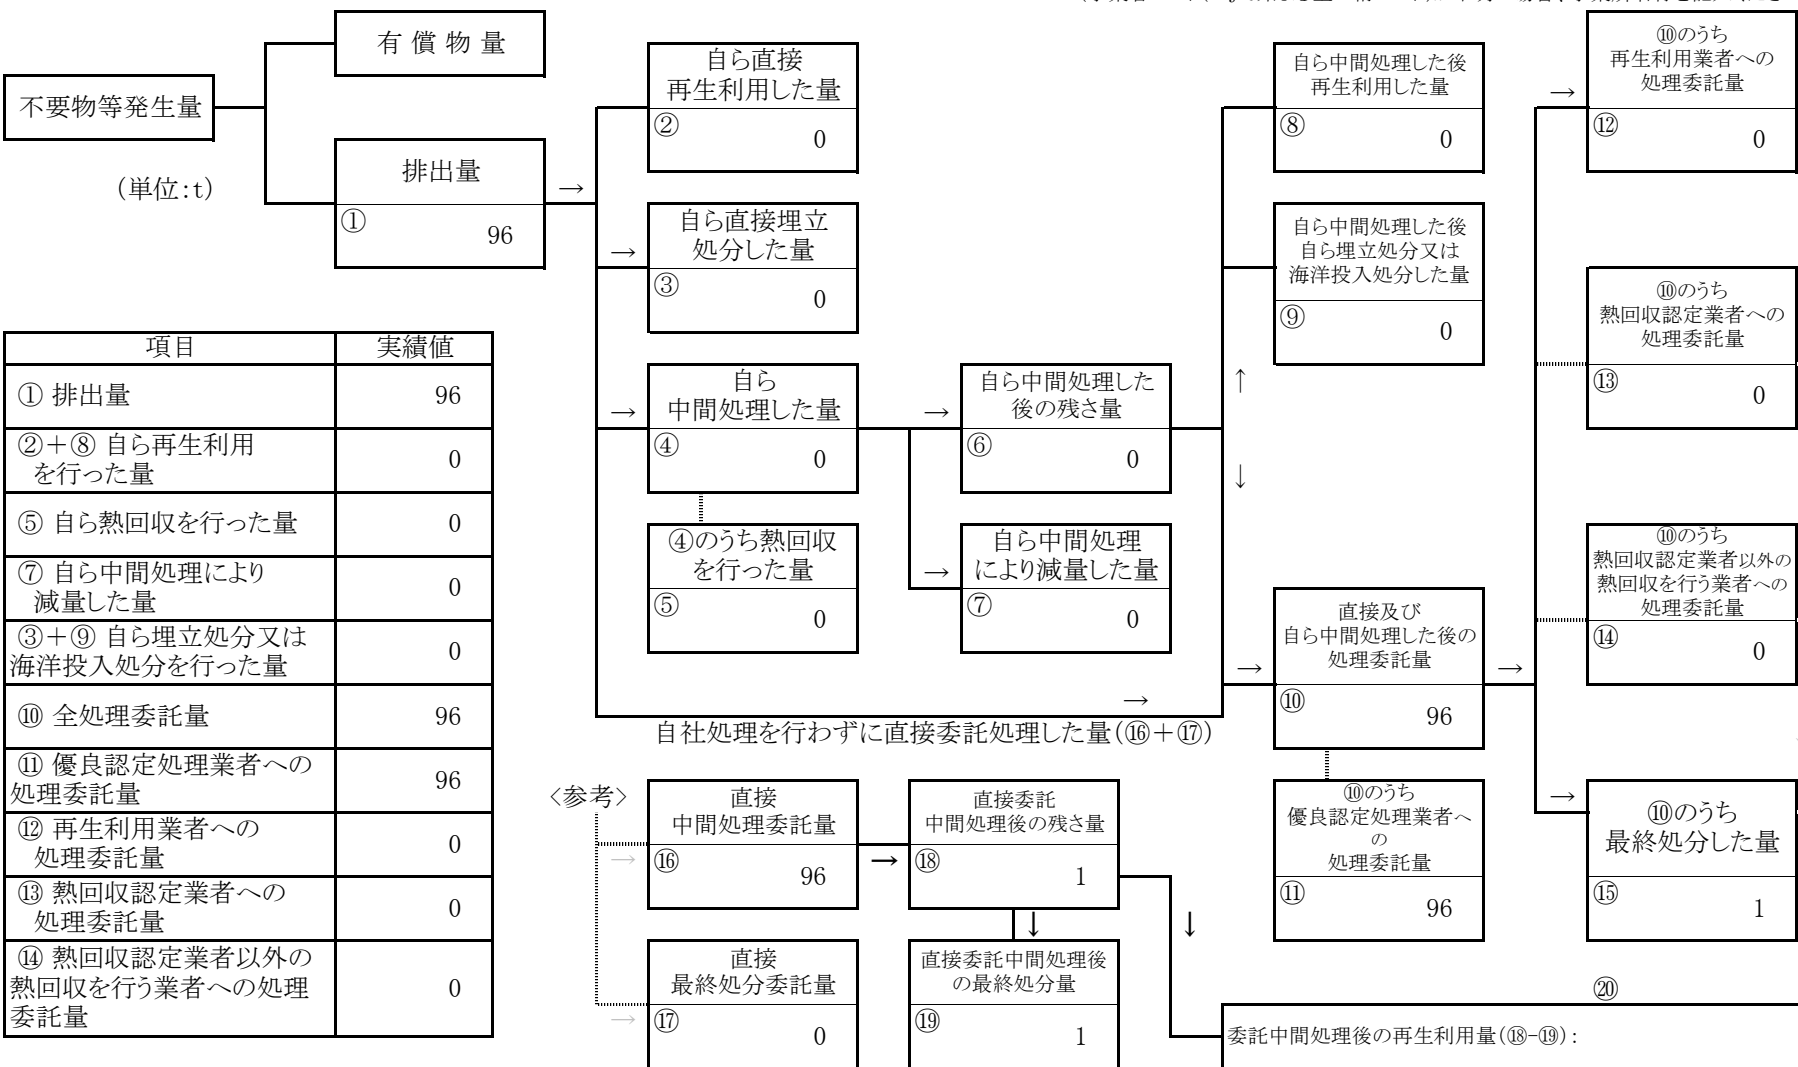 有 償 物 量
不要物等発生量
(単位:t)
排出量
→
①
96
自ら直接
再生利用した量
②
0
→
自ら直接埋立
処分した量
③
0
→
自ら
中間処理した量
④
0
④のうち熱回収
を行った量
⑤
0
→
自ら中間処理した
後の残さ量
⑥
0
→
自ら中間処理
により減量した量
⑦
0
自ら中間処理した後
再生利用した量
⑧
0
自ら中間処理した後
自ら埋立処分又は
海洋投入処分した量
⑨
0
↑
↓
→
直接及び
自ら中間処理した後の
処理委託量
⑩
96
⑩のうち
優良認定処理業者へ
の
処理委託量
⑪
96
→
→
⑩のうち
再生利用業者への
処理委託量
⑫
0
⑩のうち
熱回収認定業者への
処理委託量
⑬
0
⑩のうち
熱回収認定業者以外の
熱回収を行う業者への
処理委託量
⑭
0
→
⑩のうち
最終処分した量
⑮
1
→
自社処理を行わずに直接委託処理した量(⑯+⑰)
<参考>
→
直接
中間処理委託量
⑯
96
→
直接委託
中間処理後の残さ量
⑱
1
→
直接
最終処分委託量
⑰
0
↓
直接委託中間処理後
の最終処分量
⑲
1
↓
⑳
委託中間処理後の再生利用量(⑱-⑲):
項目 実績値
① 排出量 96
②+⑧ 自ら再生利用
を行った量 0
⑤ 自ら熱回収を行った量 0
⑦ 自ら中間処理により
減量した量 0
③+⑨ 自ら埋立処分又は
海洋投入処分を行った量 0
⑩ 全処理委託量 96
⑪ 優良認定処理業者への
処理委託量 96
⑫ 再生利用業者への
処理委託量 0
⑬ 熱回収認定業者への
処理委託量 0
⑭ 熱回収認定業者以外の
熱回収を行う業者への処理
委託量 0